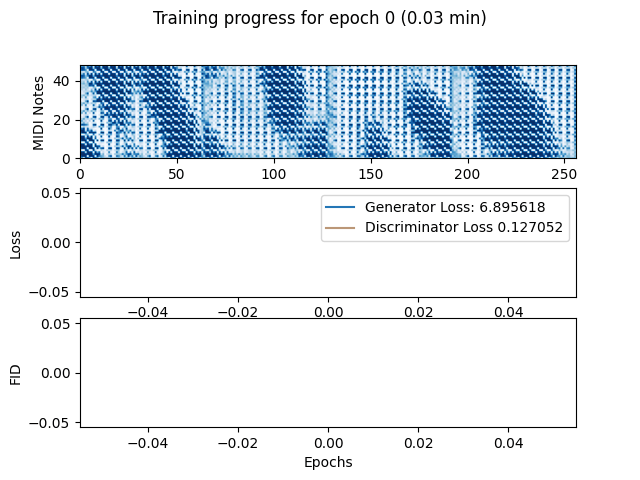 Training progress for epoch 0 (0.03 min)
MIDI Notes
40
20
0
0 50 100 150 200 250
Loss
0.05
0.00
−0.05
Generator Loss: 6.895618
Discriminator Loss 0.127052
−0.04 −0.02 0.00 0.02 0.04
FID
0.05
0.00
−0.05
−0.04 −0.02 0.00 0.02 0.04
Epochs